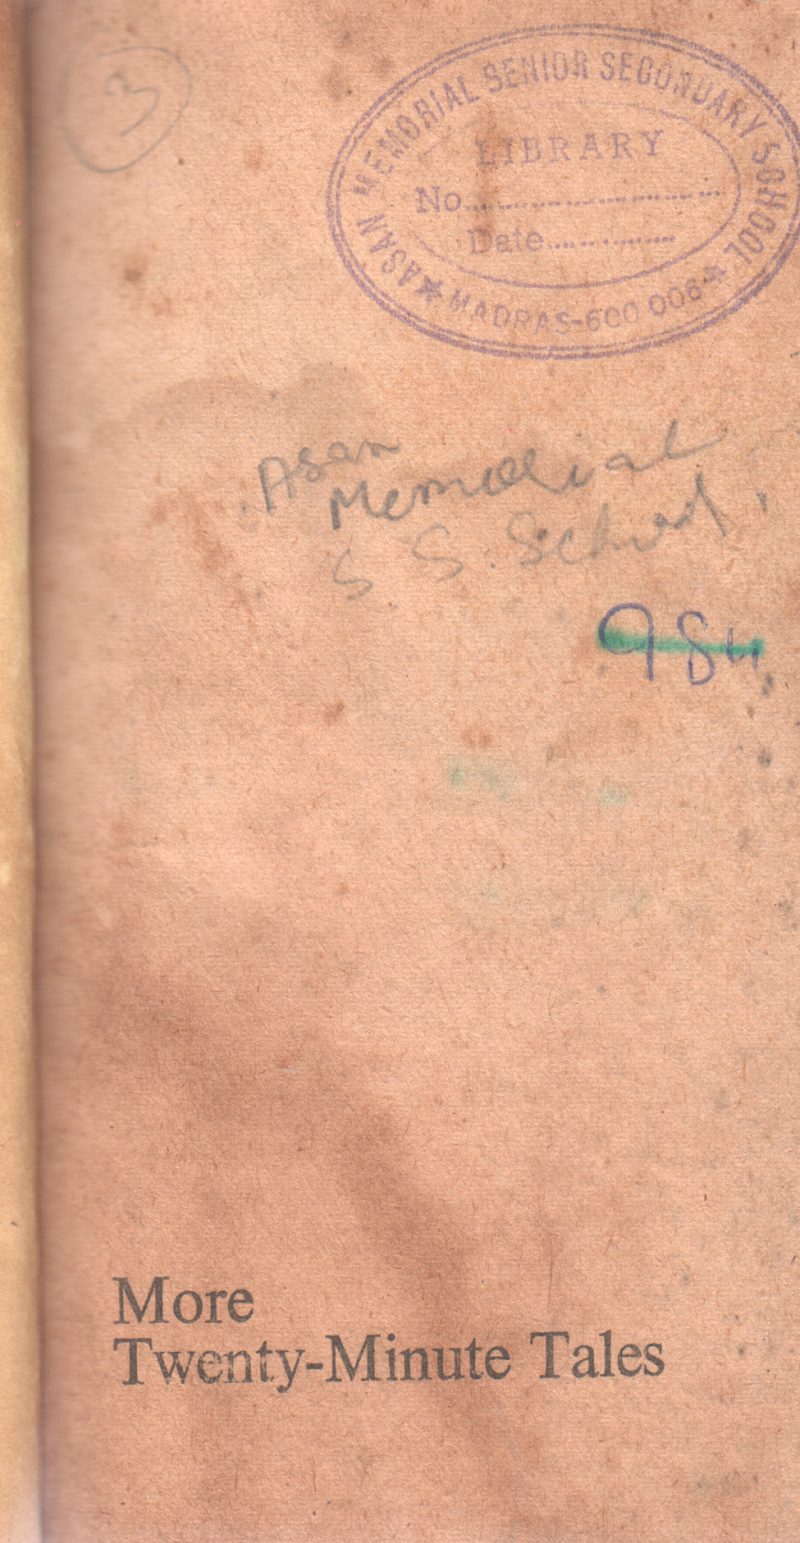 3
ASAN MEMORIAL SENIOR SECONDARY SCHOOL
LIBRARY
No.
Date
★ MADRAS-600 006 ★
Asan
Memorial
S. S. School.
984
More
Twenty-Minute Tales